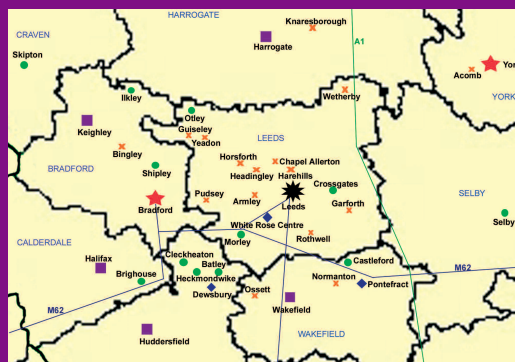 HARROGATE
Knaresborough
CRAVEN
Harrogate
A1
Skipton
Acomb
YORK
Wetherby
Ilkley
Otley
Keighley
Guiseley
Yeadon
LEEDS
Bingley
Horsforth
Chapel Allerton
Headingley
Harehills
BRADFORD
Shipley
Crossgates
Pudsey
Armley
Leeds
Garforth
SELBY
Bradford
White Rose Centre
Selby
Morley
Rothwell
CALDERDALE
Cleckheaton
Batley
Castleford
Halifax
Heckmondwike
M62
Brighouse
Dewsbury
Ossett
Normanton
Pontefract
M62
Wakefield
Huddersfield
WAKEFIELD